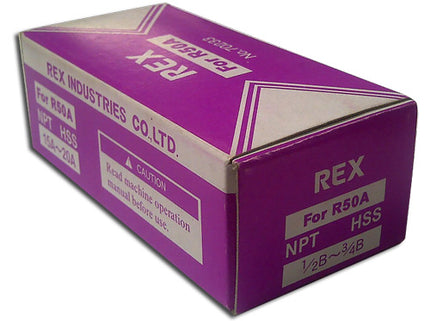 REX
For R50A
No.70033
REX INDUSTRIES CO.,LTD.
For R50A
NPT HSS
15A~20A
CAUTION
Read machine operation
manual before use.
REX
For R50A
NPT HSS
1/2B~3/4B